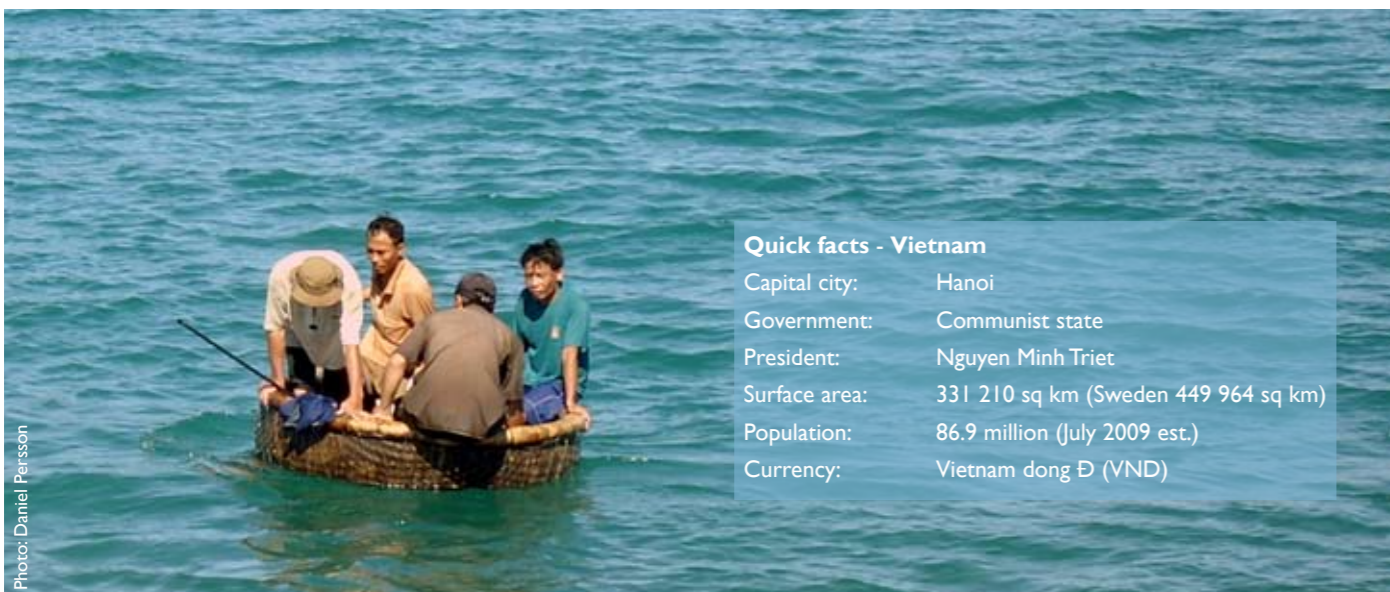 Quick facts - Vietnam
Capital city: Hanoi
Government: Communist state
President: Nguyen Minh Triet
Surface area: 331 210 sq km (Sweden 449 964 sq km)
Population: 86.9 million (July 2009 est.)
Currency: Vietnam dong Đ (VND)
Photo: Daniel Persson